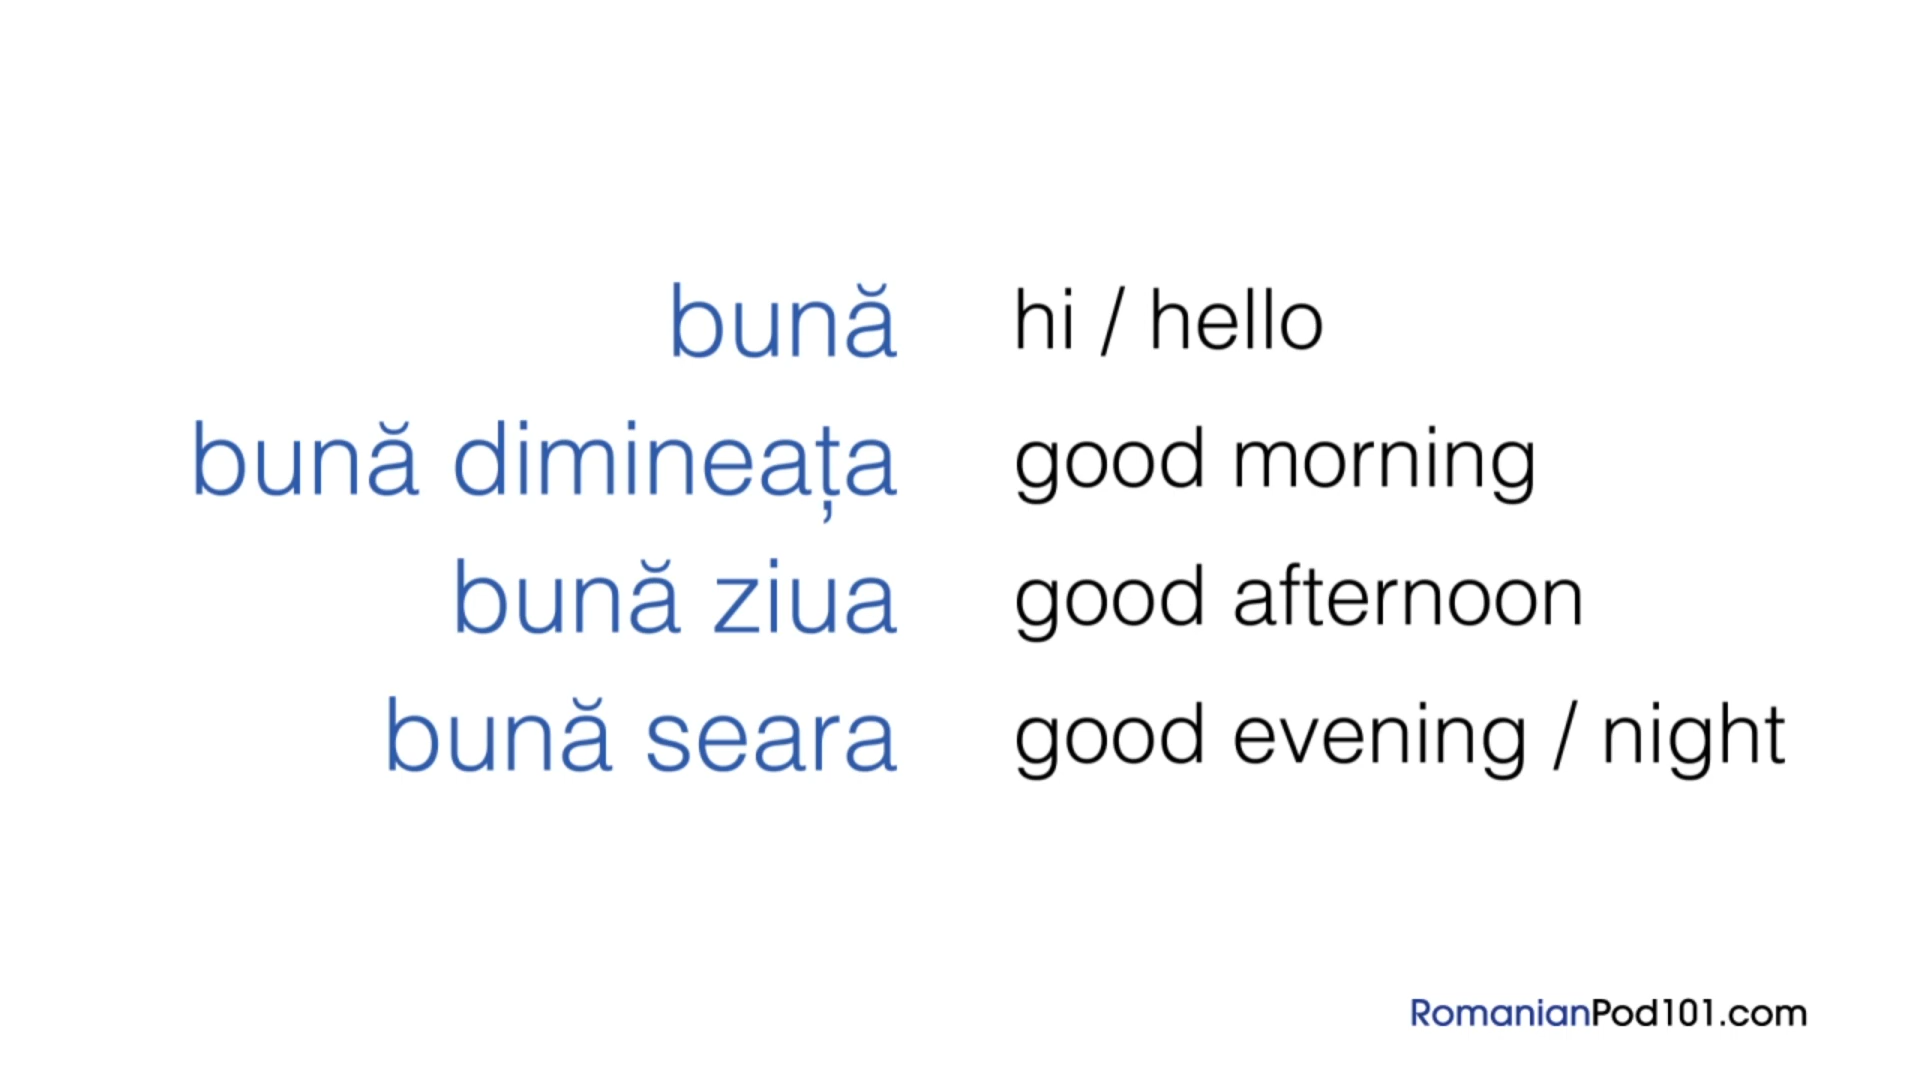 bună hi / hello
bună dimineața good morning
bună ziua good afternoon
bună seara good evening / night
RomanianPod101.com